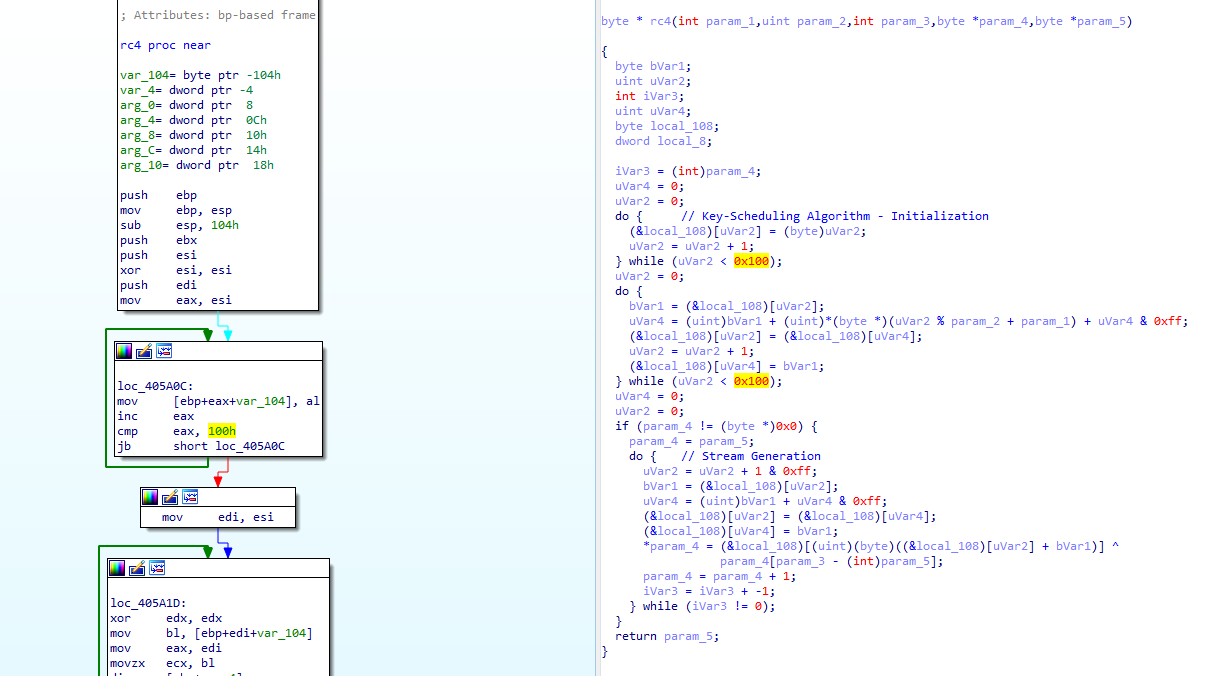 ; Attributes: bp-based frame
rc4 proc near
var_104= byte ptr -104h
var_4= dword ptr -4
arg_0= dword ptr  8
arg_4= dword ptr  0Ch
arg_8= dword ptr  10h
arg_C= dword ptr  14h
arg_10= dword ptr  18h
push    ebp
mov     ebp, esp
sub     esp, 104h
push    ebx
push    esi
xor     esi, esi
push    edi
mov     eax, esi
loc_405A0C:
mov     [ebp+eax+var_104], al
inc     eax
cmp     eax, 100h
jb      short loc_405A0C
mov     edi, esi
loc_405A1D:
xor     edx, edx
mov     bl, [ebp+edi+var_104]
mov     eax, edi
movzx   ecx, bl
byte * rc4(int param_1,uint param_2,int param_3,byte *param_4,byte *param_5)
{
  byte bVar1;
  uint uVar2;
  int iVar3;
  uint uVar4;
  byte local_108;
  dword local_8;
  iVar3 = (int)param_4;
  uVar4 = 0;
  uVar2 = 0;
  do {     // Key-Scheduling Algorithm - Initialization
    (&local_108)[uVar2] = (byte)uVar2;
    uVar2 = uVar2 + 1;
  } while (uVar2 < 0x100);
  uVar2 = 0;
  do {
    bVar1 = (&local_108)[uVar2];
    uVar4 = (uint)bVar1 + (uint)*(byte *)(uVar2 % param_2 + param_1) + uVar4 & 0xff;
    (&local_108)[uVar2] = (&local_108)[uVar4];
    uVar2 = uVar2 + 1;
    (&local_108)[uVar4] = bVar1;
  } while (uVar2 < 0x100);
  uVar4 = 0;
  uVar2 = 0;
  if (param_4 != (byte *)0x0) {
    param_4 = param_5;
    do {   // Stream Generation
      uVar2 = uVar2 + 1 & 0xff;
      bVar1 = (&local_108)[uVar2];
      uVar4 = (uint)bVar1 + uVar4 & 0xff;
      (&local_108)[uVar2] = (&local_108)[uVar4];
      (&local_108)[uVar4] = bVar1;
      *param_4 = (&local_108)[(uint)(byte)((&local_108)[uVar2] + bVar1)] ^
                 param_4[param_3 - (int)param_5];
      param_4 = param_4 + 1;
      iVar3 = iVar3 + -1;
    } while (iVar3 != 0);
  }
  return param_5;
}